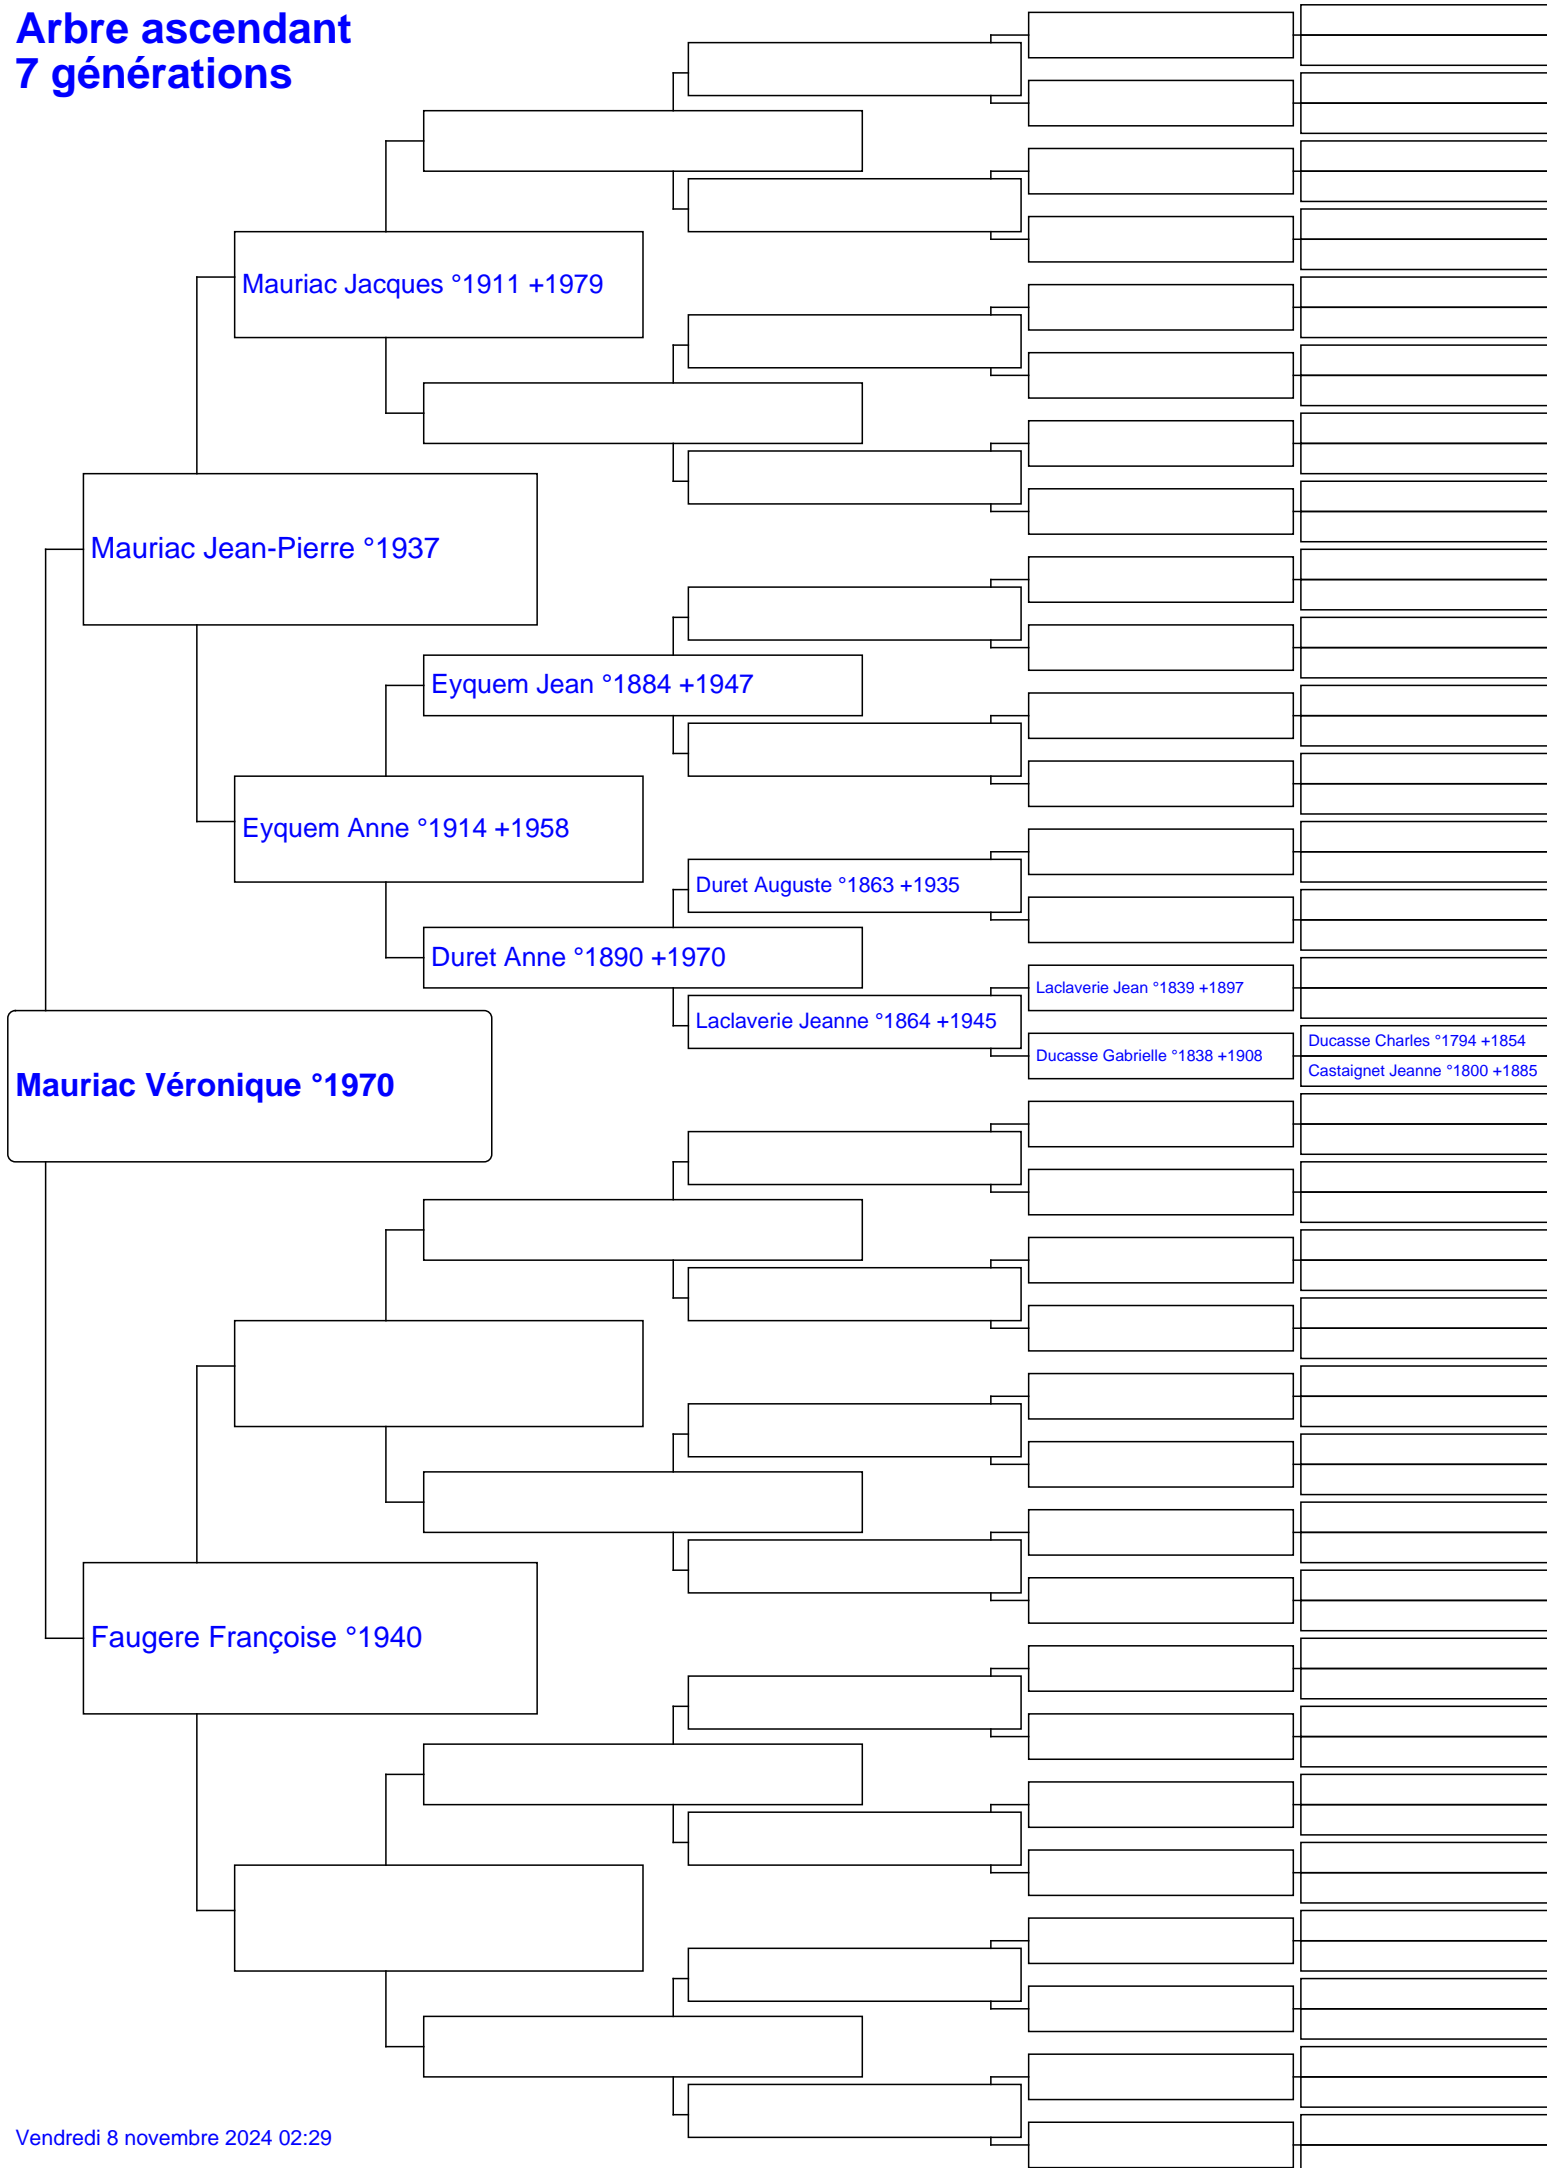 Arbre ascendant
7 générations
Mauriac Jacques °1911 +1979
Mauriac Jean-Pierre °1937
Eyquem Jean °1884 +1947
Eyquem Anne °1914 +1958
Duret Auguste °1863 +1935
Duret Anne °1890 +1970
Laclaverie Jean °1839 +1897
Laclaverie Jeanne °1864 +1945
Ducasse Charles °1794 +1854
Ducasse Gabrielle °1838 +1908
Castaignet Jeanne °1800 +1885
Mauriac Véronique °1970
Faugere Françoise °1940
Vendredi 8 novembre 2024 02:29